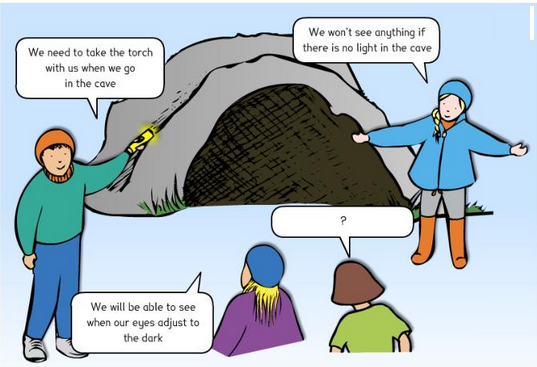 We need to take the torch
with us when we go
in the cave
We won't see anything if
there is no light in the cave
?
We will be able to see
when our eyes adjust to
the dark